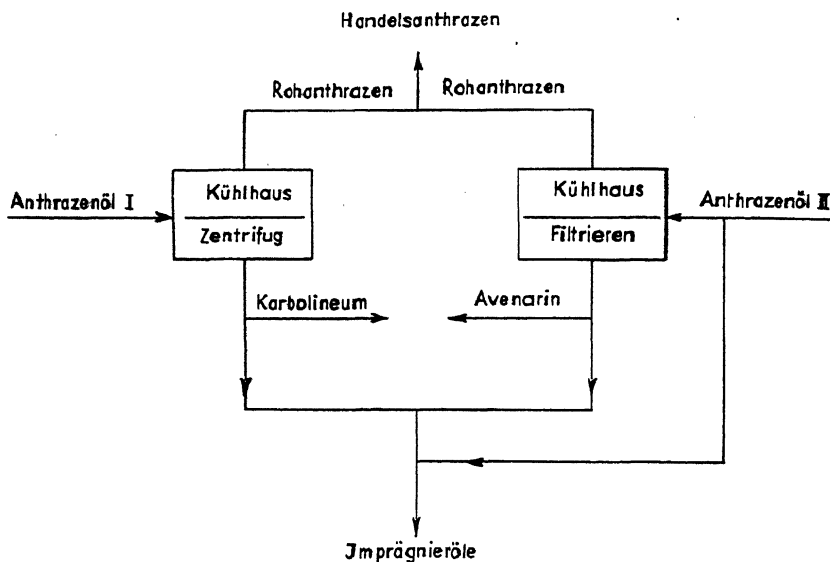 Handelsanthrazen
Rohanthrazen
Rohanthrazen
Kühlhaus
Zentrifug
Kühlhaus
Filtrieren
Anthrazenöl I
Anthrazenöl II
Karbolineum
Avenarin
Jmprägnieröle